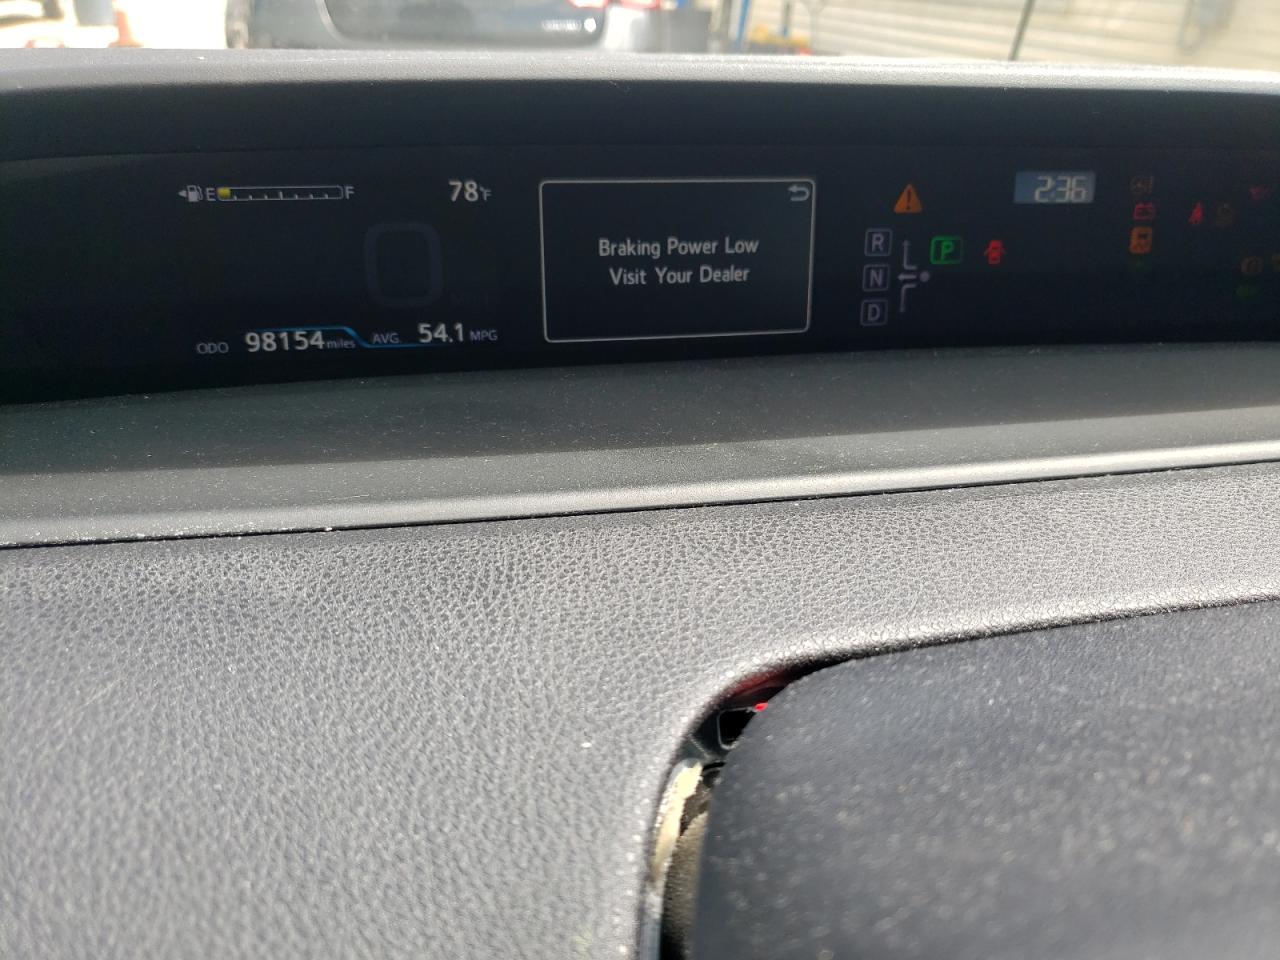 E F
78°F
Braking Power Low
Visit Your Dealer
2:36
R
N
D
P
ODO 98154 miles AVG. 54.1 MPG